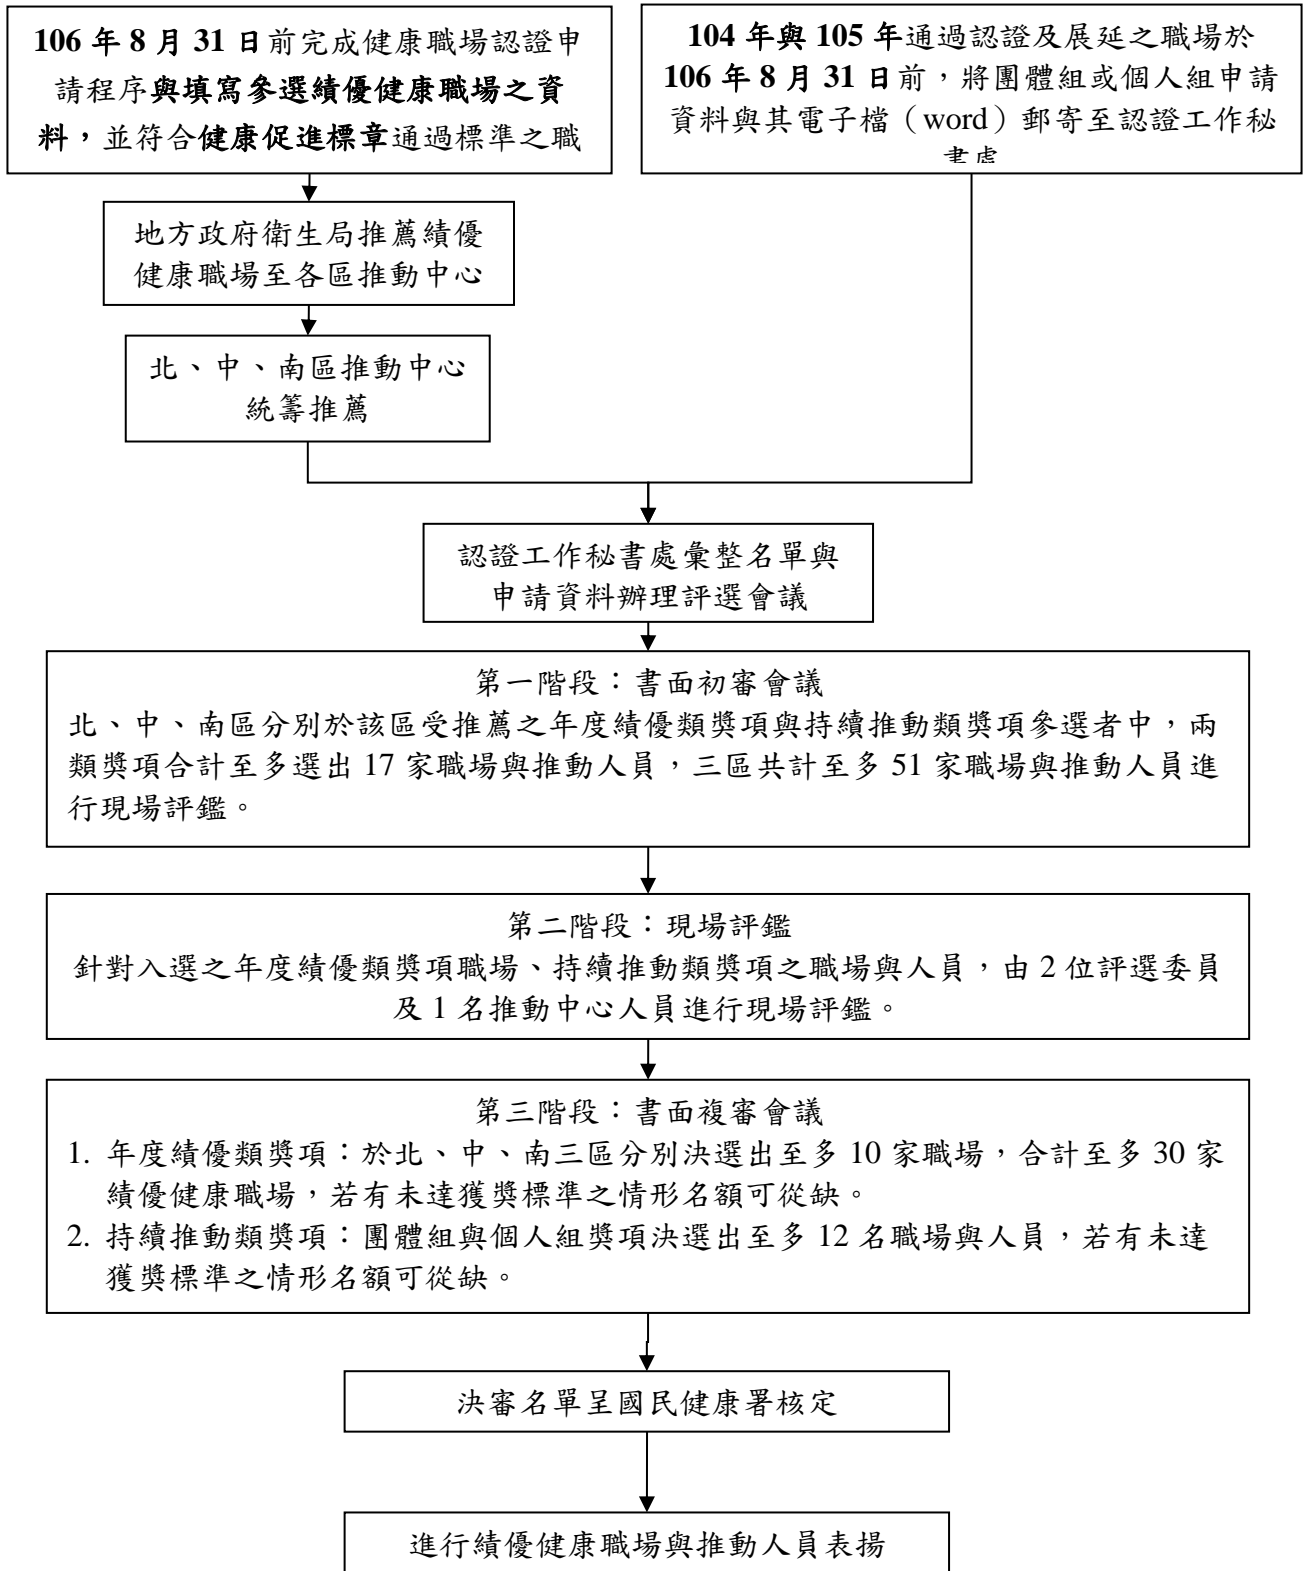 106 年 8 月 31 日前完成健康職場認證申
請程序與填寫參選績優健康職場之資
料，並符合健康促進標章通過標準之職
104 年與 105 年通過認證及展延之職場於
106 年 8 月 31 日前，將團體組或個人組申請
資料與其電子檔（word）郵寄至認證工作秘
書處
地方政府衛生局推薦績優
健康職場至各區推動中心
北、中、南區推動中心
統籌推薦
認證工作秘書處彙整名單與
申請資料辦理評選會議
第一階段：書面初審會議
北、中、南區分別於該區受推薦之年度績優類獎項與持續推動類獎項參選者中，兩
類獎項合計至多選出 17 家職場與推動人員，三區共計至多 51 家職場與推動人員進
行現場評鑑。
第二階段：現場評鑑
針對入選之年度績優類獎項職場、持續推動類獎項之職場與人員，由 2 位評選委員
及 1 名推動中心人員進行現場評鑑。
第三階段：書面複審會議
1. 年度績優類獎項：於北、中、南三區分別決選出至多 10 家職場，合計至多 30 家
績優健康職場，若有未達獲獎標準之情形名額可從缺。
2. 持續推動類獎項：團體組與個人組獎項決選出至多 12 名職場與人員，若有未達
獲獎標準之情形名額可從缺。
決審名單呈國民健康署核定
進行績優健康職場與推動人員表揚